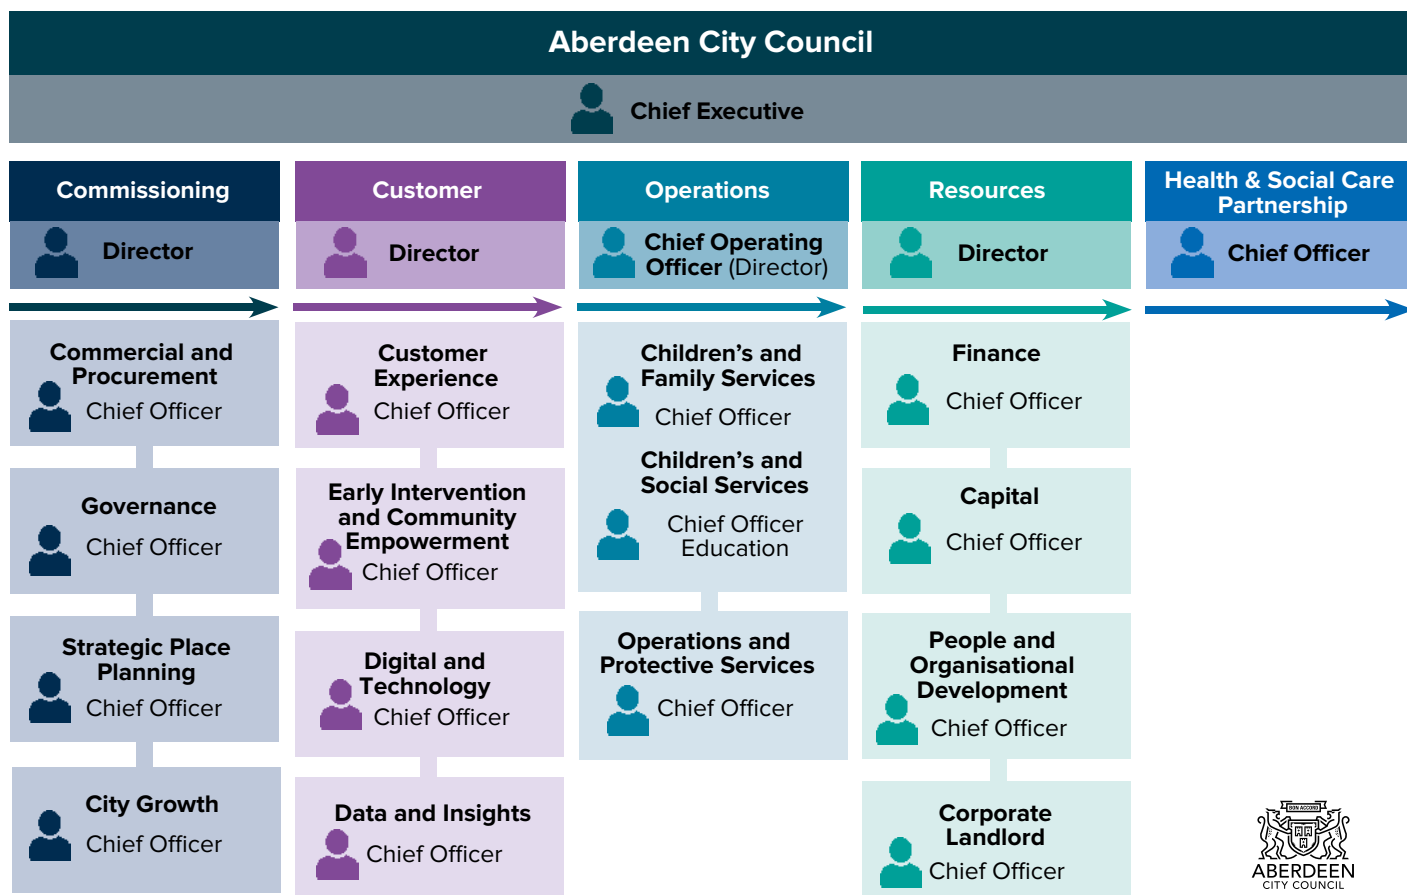 Aberdeen City Council
Chief Executive
Commissioning
Director
Customer
Director
Operations
Chief Operating
Officer (Director)
Resources
Director
Health & Social Care
Partnership
Chief Officer
Commercial and
Procurement
Chief Officer
Governance
Chief Officer
Strategic Place
Planning
Chief Officer
City Growth
Chief Officer
Customer
Experience
Chief Officer
Early Intervention
and Community
Empowerment
Chief Officer
Digital and
Technology
Chief Officer
Data and Insights
Chief Officer
Children’s and
Family Services
Chief Officer
Children’s and
Social Services
Chief Officer
Education
Operations and
Protective Services
Chief Officer
Finance
Chief Officer
Capital
Chief Officer
People and
Organisational
Development
Chief Officer
Corporate
Landlord
Chief Officer
BON ACCORD
ABERDEEN
CITY COUNCIL